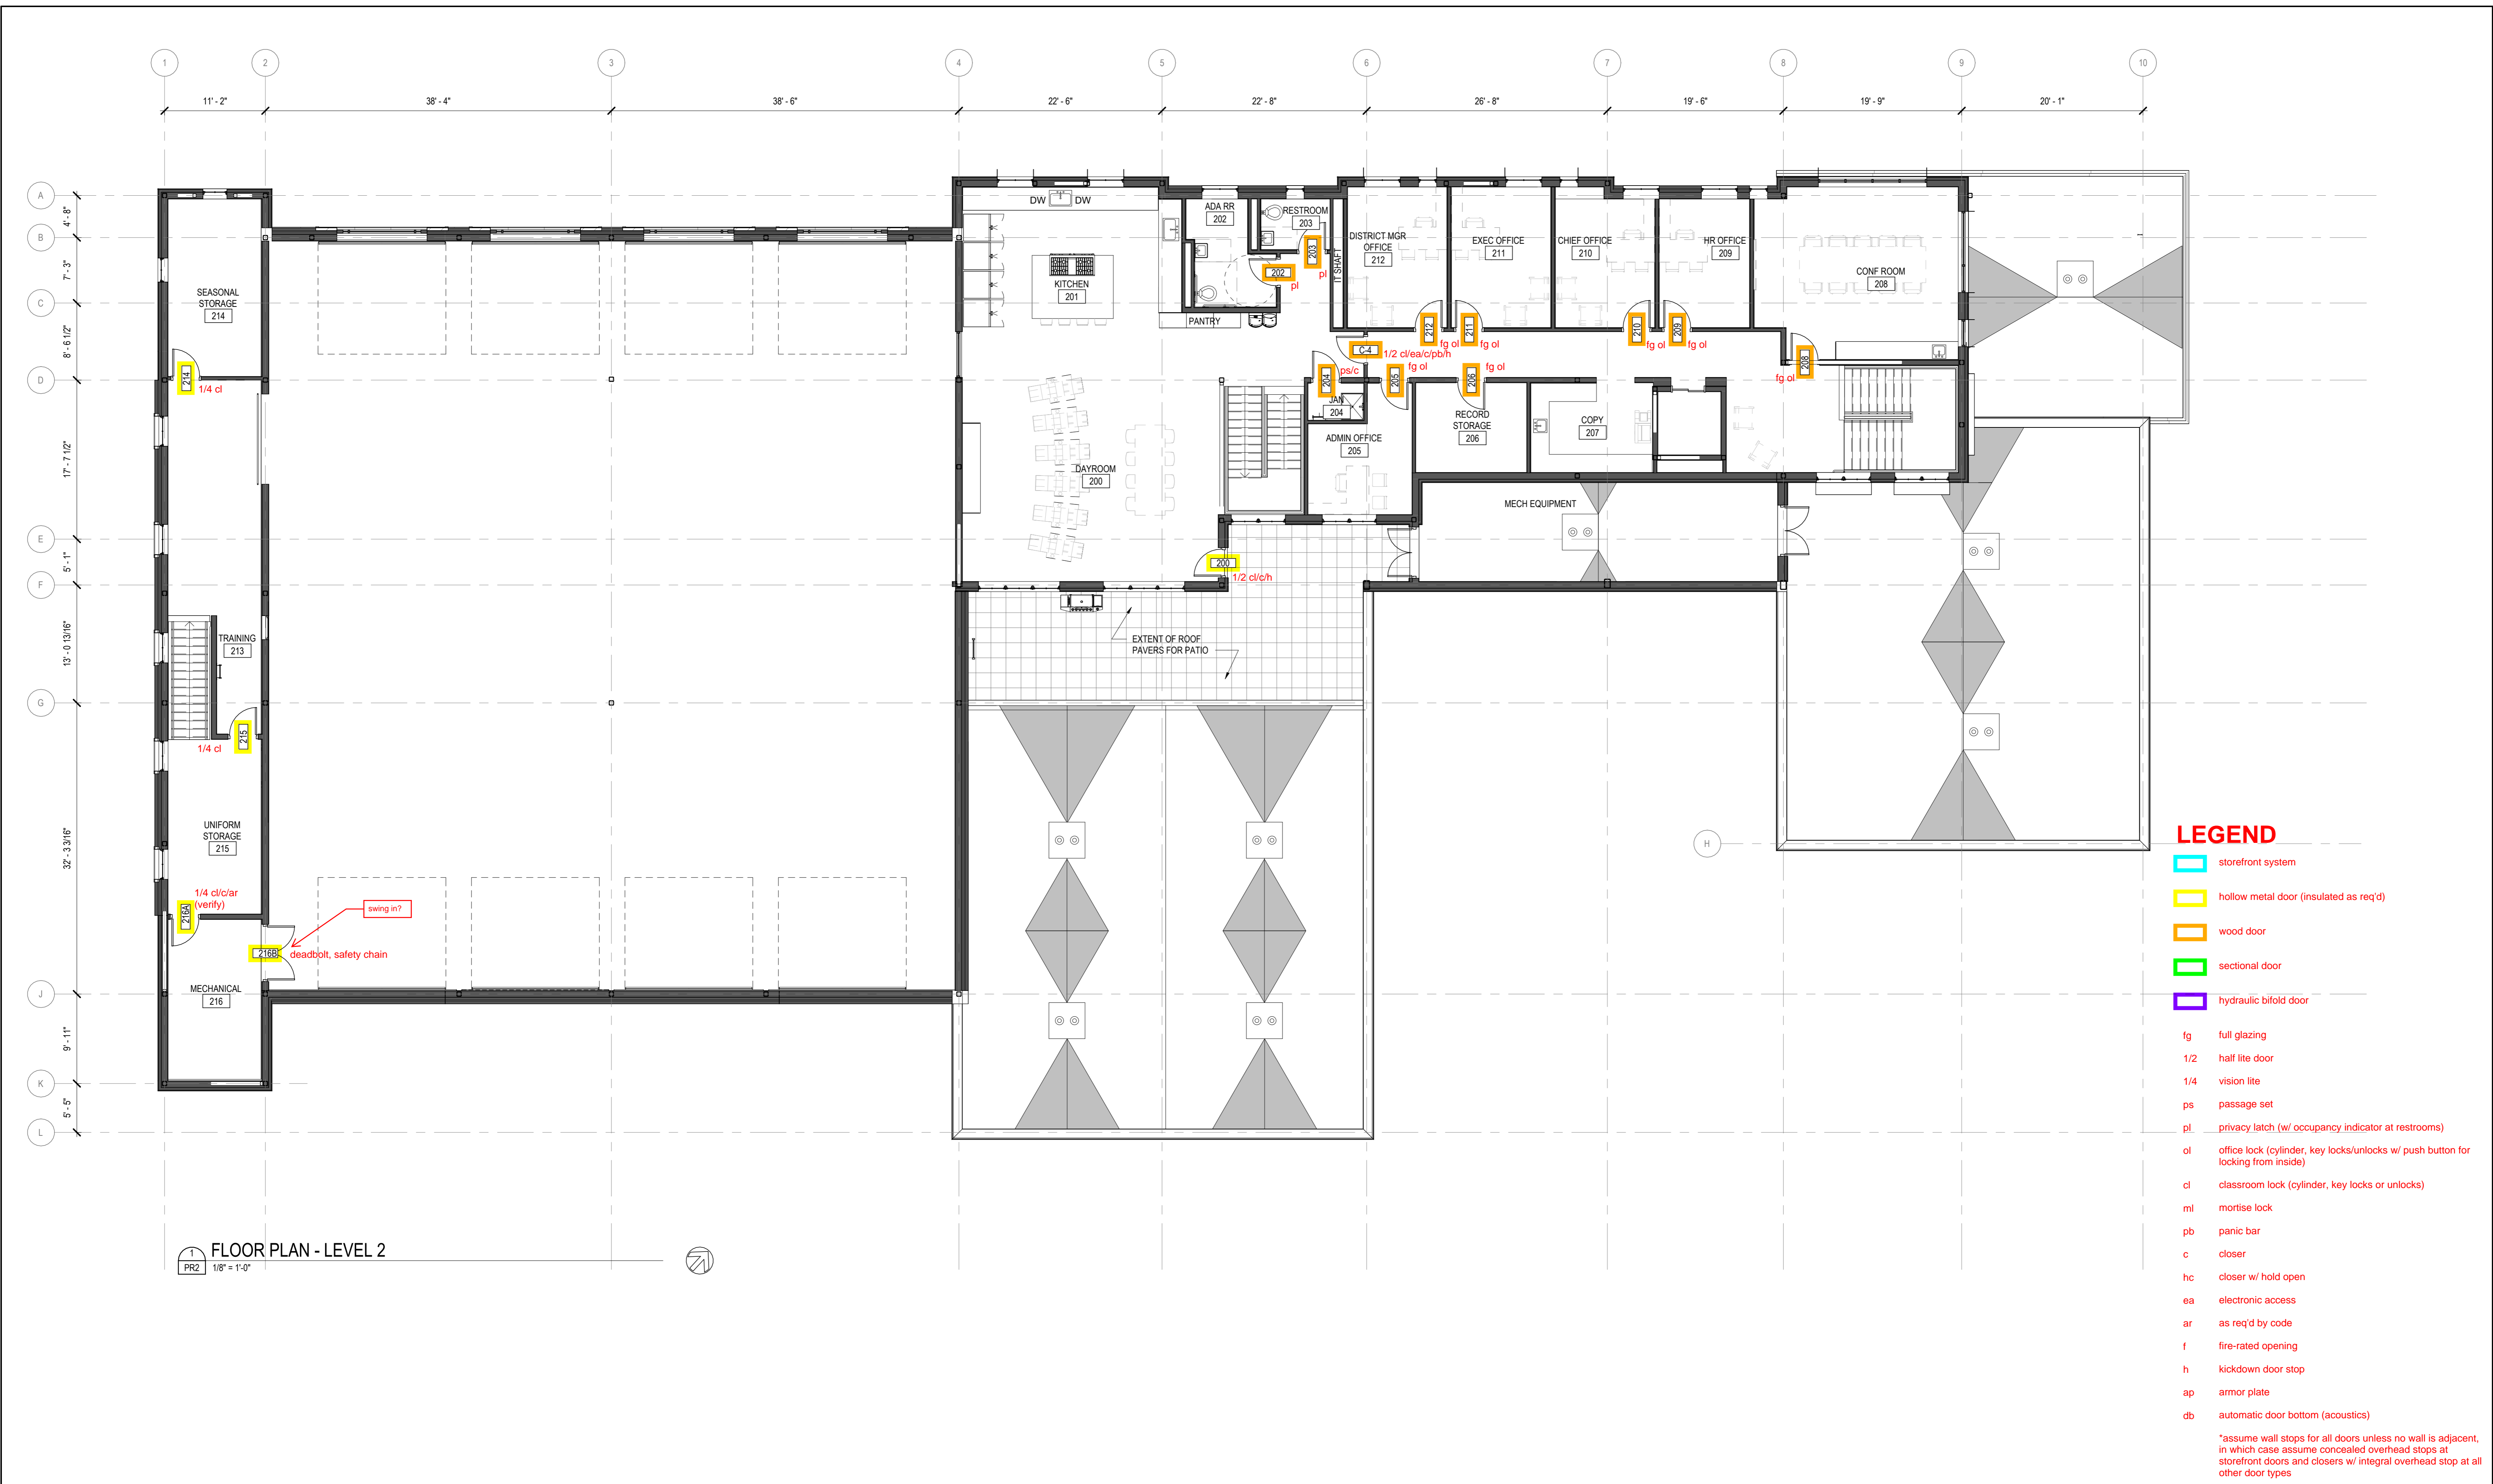 1 2 3 4 5 6 7 8 9 10
11' - 2" 38' - 4" 38' - 6" 22' - 6" 22' - 8" 26' - 8" 19' - 6" 19' - 9" 20' - 1"
A
4' - 8"
B
7' - 3"
C
8' - 6 1/2"
D
17' - 7 1/2"
E
5' - 1"
F
13' - 0 13/16"
G
32' - 3 3/16"
J
9' - 11"
K
5' - 5"
L
H
SEASONAL
STORAGE
214
214
1/4 cl
TRAINING
213
215
1/4 cl
UNIFORM
STORAGE
215
1/4 cl/c/ar
(verify)
216A
216B
swing in?
deadbolt, safety chain
MECHANICAL
216
DW DW
KITCHEN
201
PANTRY
ADA RR
202
RESTROOM
203
203
pl
202
pl
IT SHAFT
DISTRICT MGR
OFFICE
212
EXEC OFFICE
211
CHIEF OFFICE
210
HR OFFICE
209
CONF ROOM
208
212
fg ol
211
fg ol
210
fg ol
209
fg ol
208
fg ol
C-4
1/2 cl/ea/c/pb/h
204
ps/c
205
fg ol
206
fg ol
JAN
204
ADMIN OFFICE
205
RECORD
STORAGE
206
COPY
207
DAYROOM
200
MECH EQUIPMENT
200
1/2 cl/c/h
EXTENT OF ROOF
PAVERS FOR PATIO
1
PR2
FLOOR PLAN - LEVEL 2
1/8" = 1'-0"
LEGEND
storefront system
hollow metal door (insulated as req'd)
wood door
sectional door
hydraulic bifold door
fg full glazing
1/2 half lite door
1/4 vision lite
ps passage set
pl privacy latch (w/ occupancy indicator at restrooms)
ol office lock (cylinder, key locks/unlocks w/ push button for
locking from inside)
cl classroom lock (cylinder, key locks or unlocks)
ml mortise lock
pb panic bar
c closer
hc closer w/ hold open
ea electronic access
ar as req'd by code
f fire-rated opening
h kickdown door stop
ap armor plate
db automatic door bottom (acoustics)
*assume wall stops for all doors unless no wall is adjacent,
in which case assume concealed overhead stops at
storefront doors and closers w/ integral overhead stop at all
other door types